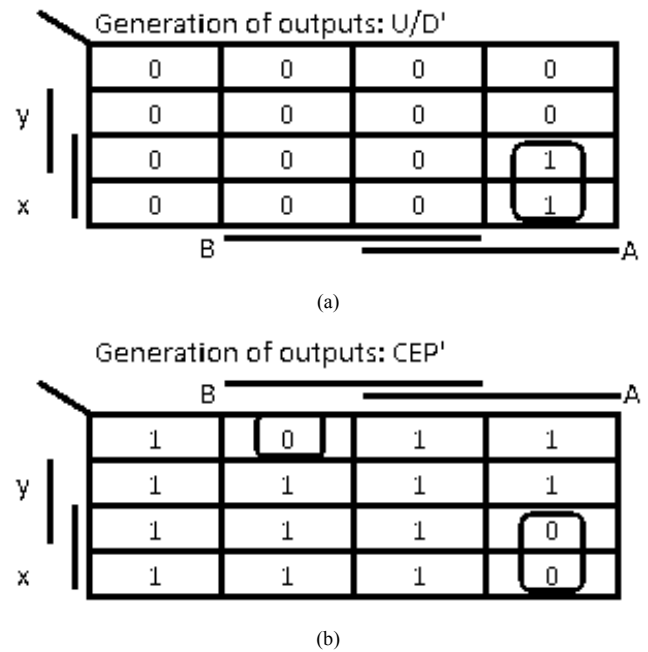 Generation of outputs: U/D'
0 0 0 0
y 0 0 0 0
0 0 0 1
x 0 0 0 1
B A
(a)
Generation of outputs: CEP'
B A
1 0 1 1
y 1 1 1 1
1 1 1 0
x 1 1 1 0
(b)